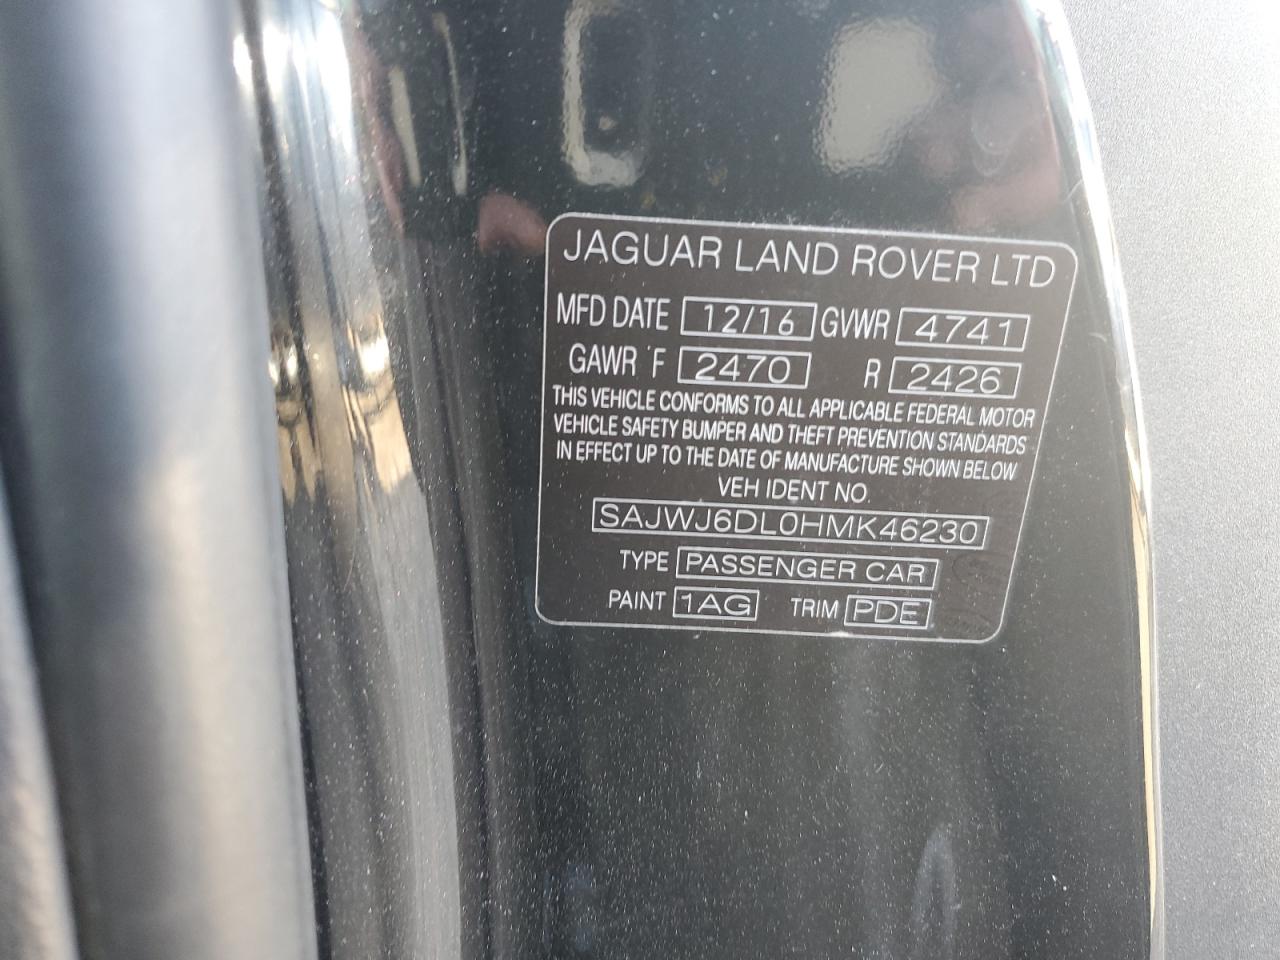 JAGUAR LAND ROVER LTD
MFD DATE 12/16 GVWR 4741
GAWR F 2470 R 2426
THIS VEHICLE CONFORMS TO ALL APPLICABLE FEDERAL MOTOR
VEHICLE SAFETY BUMPER AND THEFT PREVENTION STANDARDS
IN EFFECT UP TO THE DATE OF MANUFACTURE SHOWN BELOW
VEH IDENT NO.
SAJWJ6DL0HMK46230
TYPE PASSENGER CAR
PAINT 1AG TRIM PDE